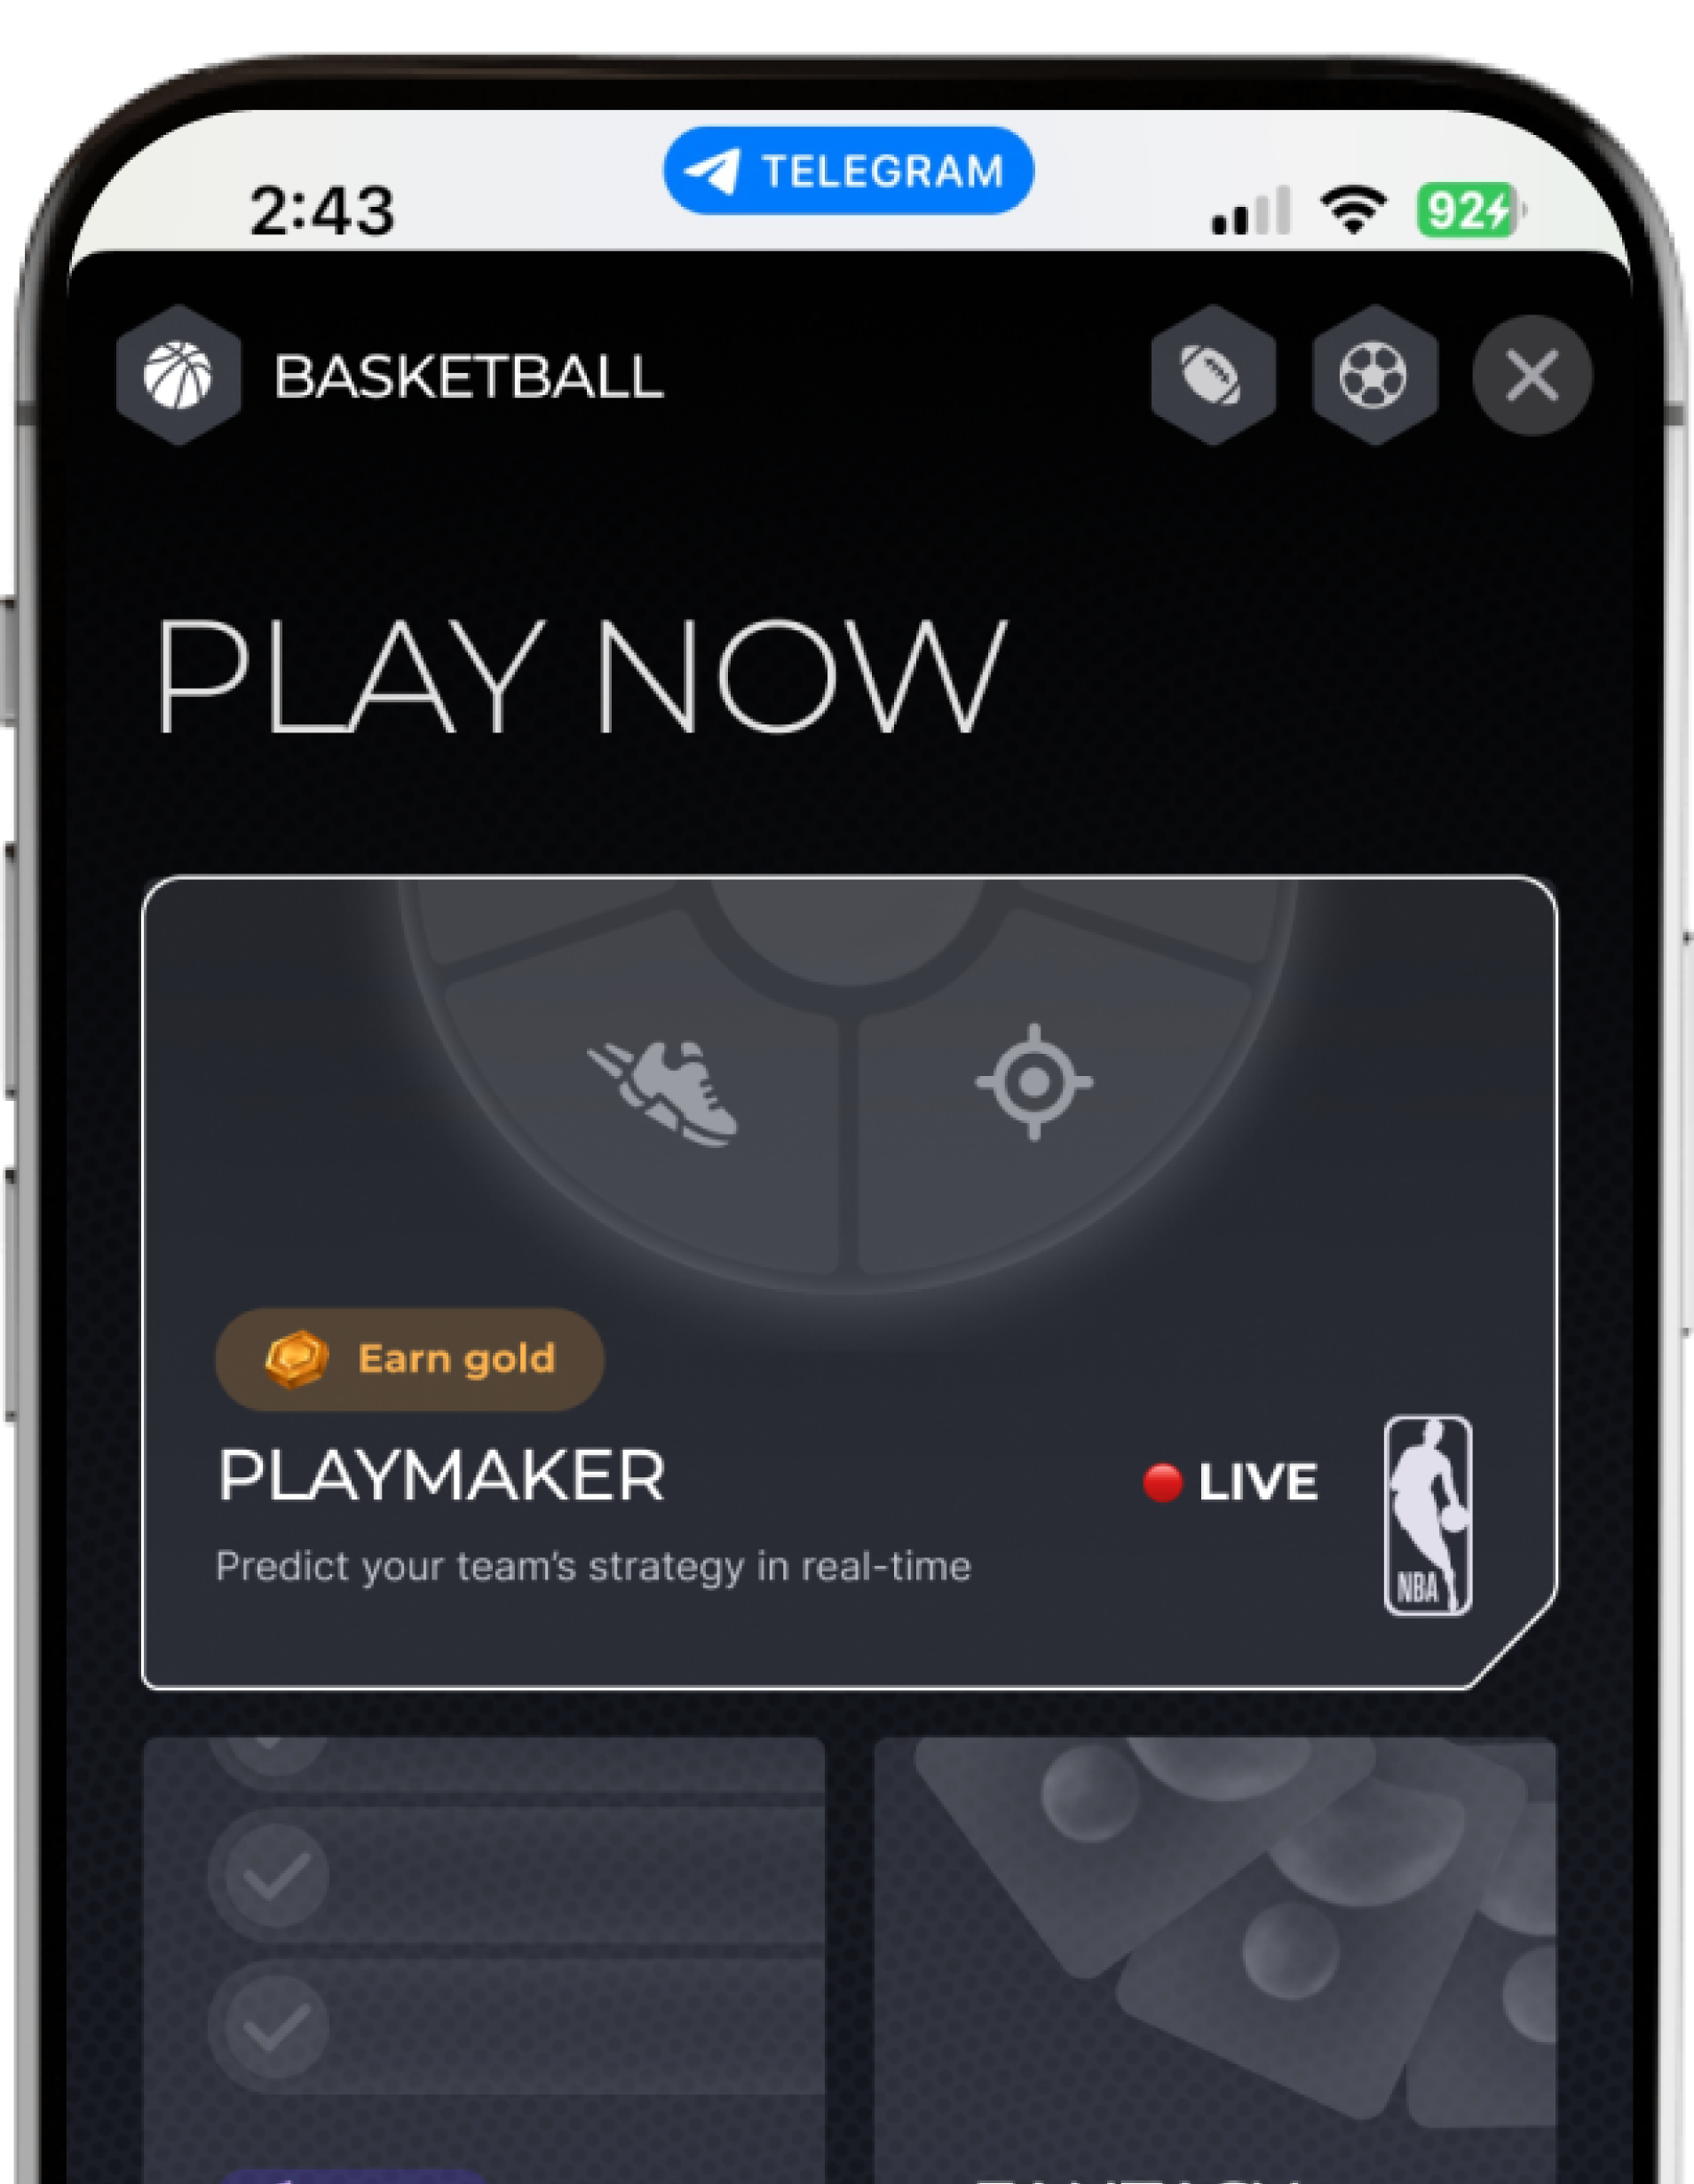 2:43
TELEGRAM
92
BASKETBALL
PLAY NOW
Earn gold
PLAYMAKER
LIVE
Predict your team’s strategy in real-time
NBA